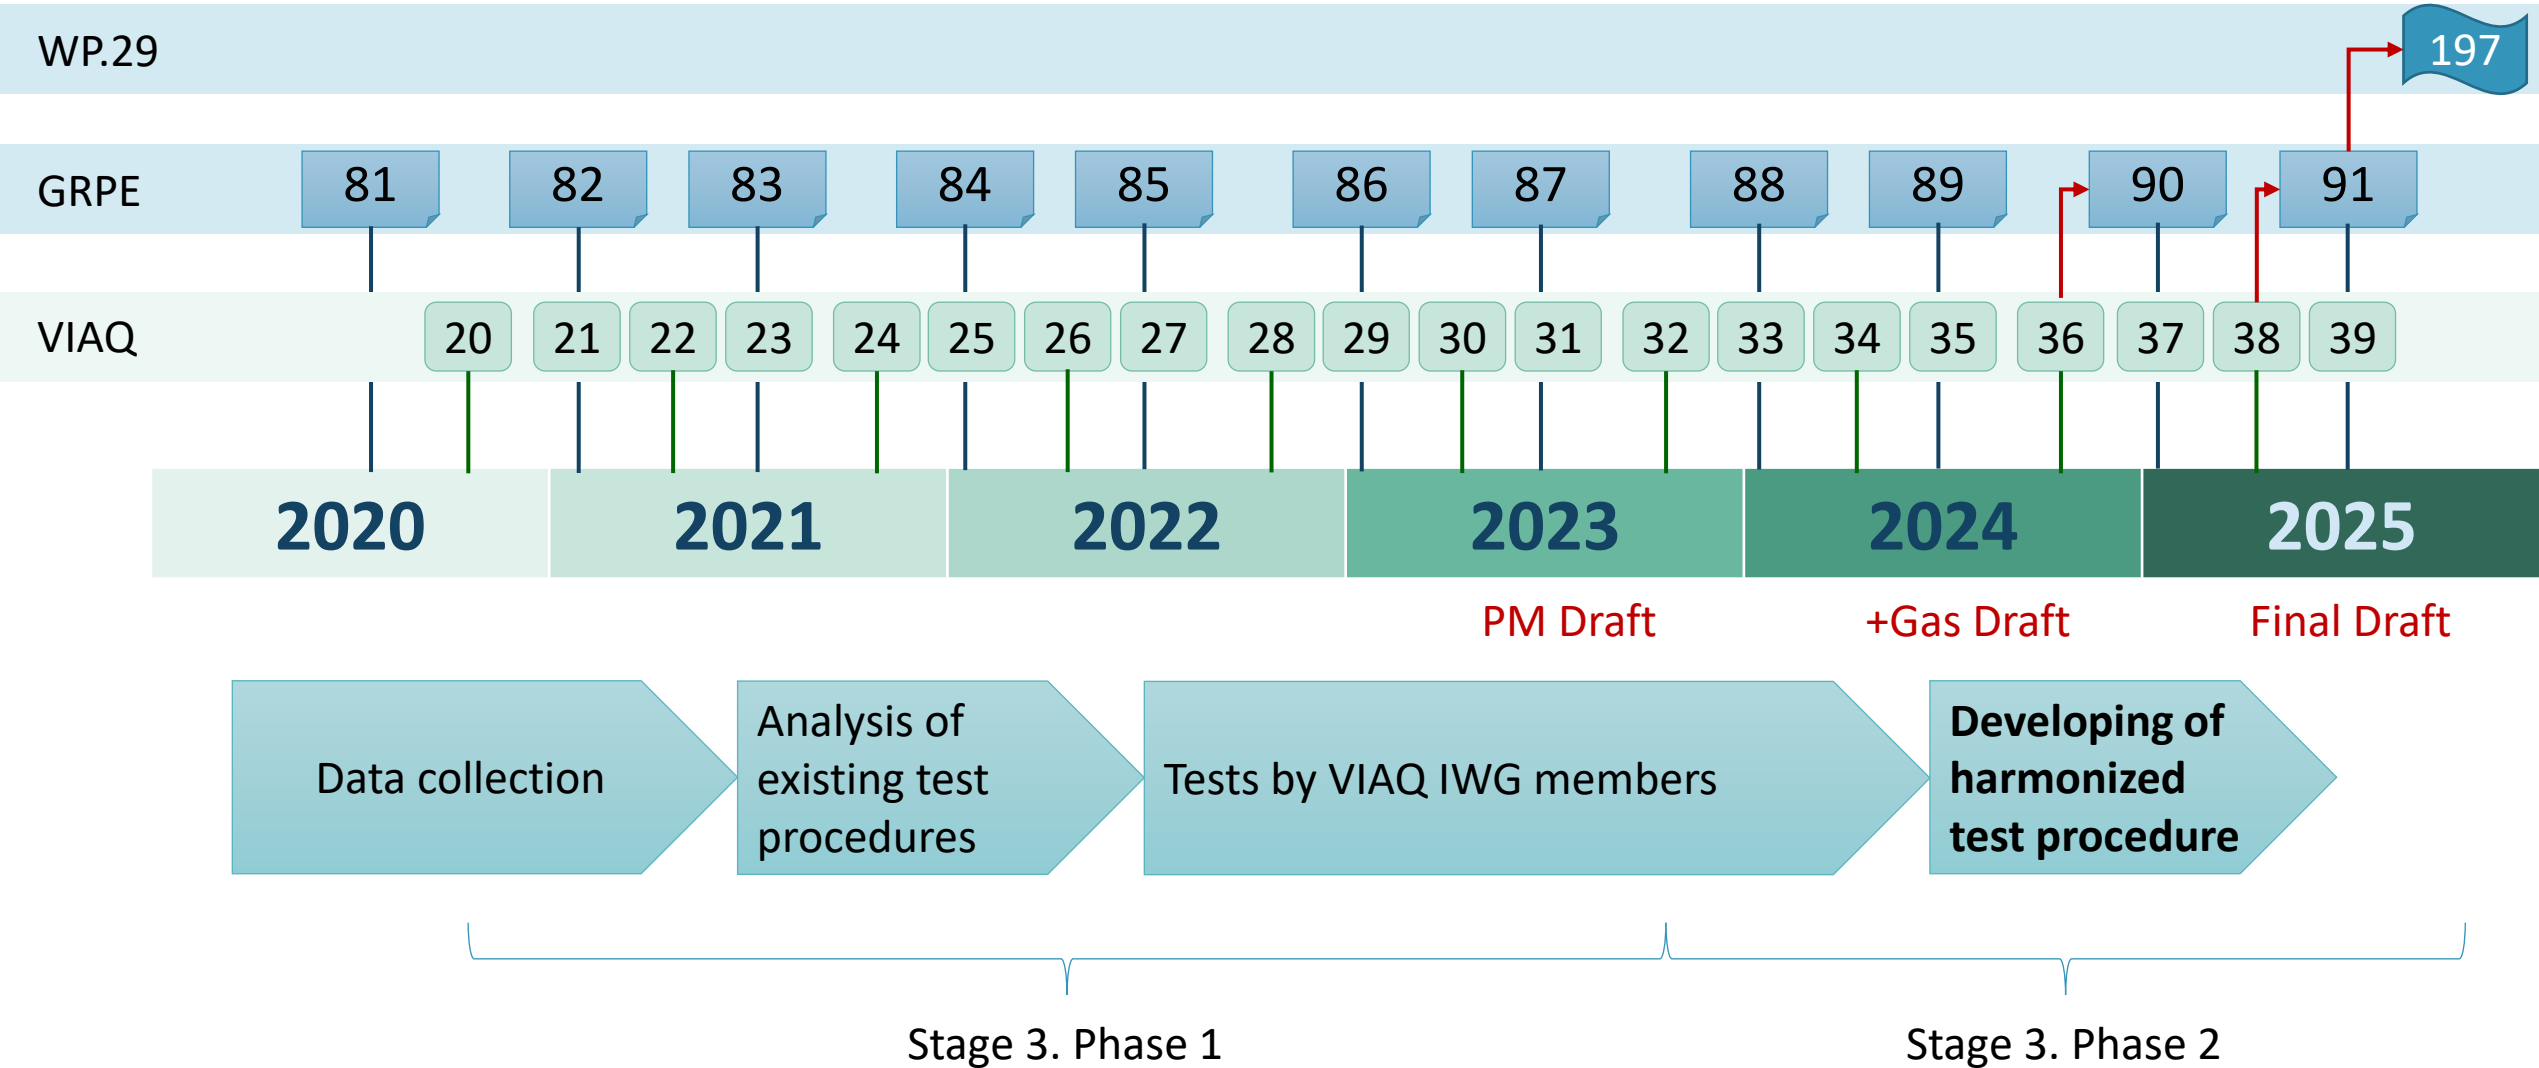 WP.29
197
GRPE
81 82 83 84 85 86 87 88 89 90 91
VIAQ
20 21 22 23 24 25 26 27 28 29 30 31 32 33 34 35 36 37 38 39
2020 2021 2022 2023 2024 2025
PM Draft +Gas Draft Final Draft
Data collection
Analysis of
existing test
procedures
Tests by VIAQ IWG members
Developing of
harmonized
test procedure
Stage 3. Phase 1
Stage 3. Phase 2